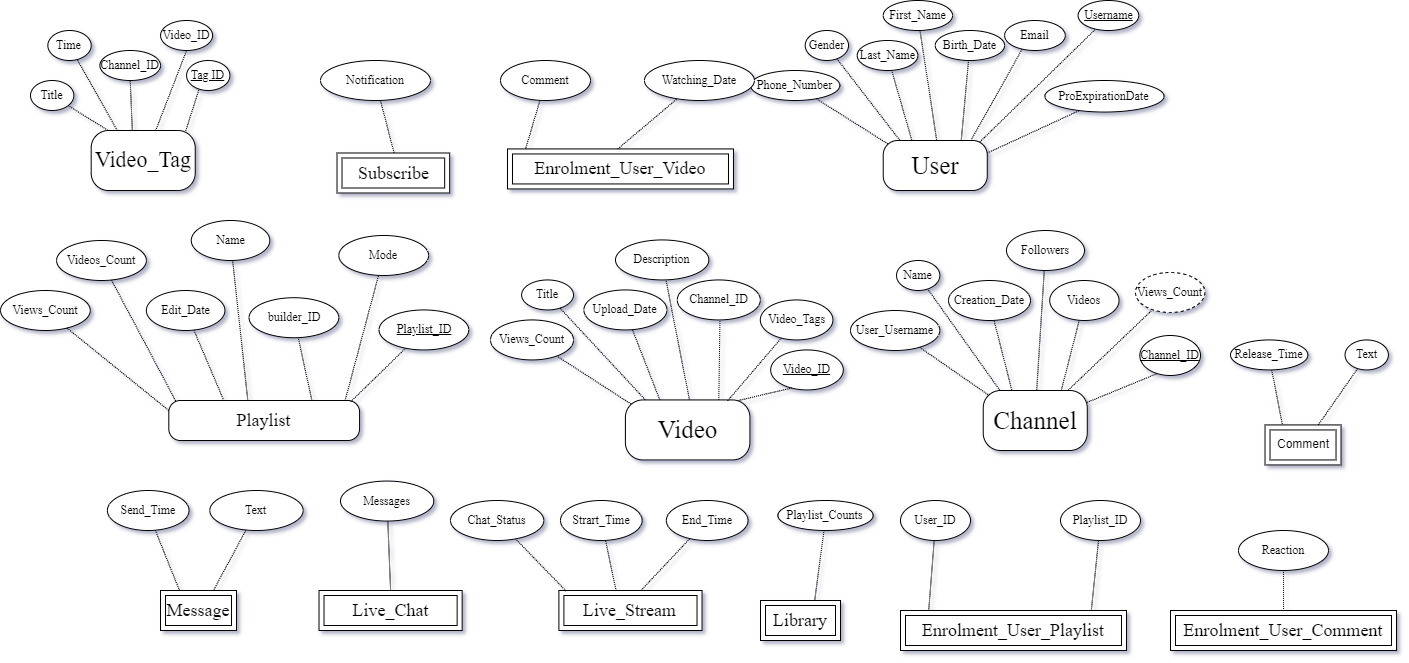 Time
Video_ID
Channel_ID
Tag ID
Title
Video_Tag
Notification
Subscribe
Comment
Watching_Date
Enrolment_User_Video
Phone_Number
Gender
Last_Name
First_Name
Birth_Date
Email
Username
ProExpirationDate
User
Views_Count
Videos_Count
Edit_Date
Name
builder_ID
Mode
Playlist_ID
Playlist
Views_Count
Title
Upload_Date
Description
Channel_ID
Video_Tags
Video_ID
Video
User_Username
Name
Creation_Date
Followers
Videos
Views_Count
Channel_ID
Channel
Release_Time
Text
Comment
Send_Time
Text
Message
Messages
Live_Chat
Chat_Status
Strart_Time
End_Time
Live_Stream
Playlist_Counts
Library
User_ID
Playlist_ID
Enrolment_User_Playlist
Reaction
Enrolment_User_Comment